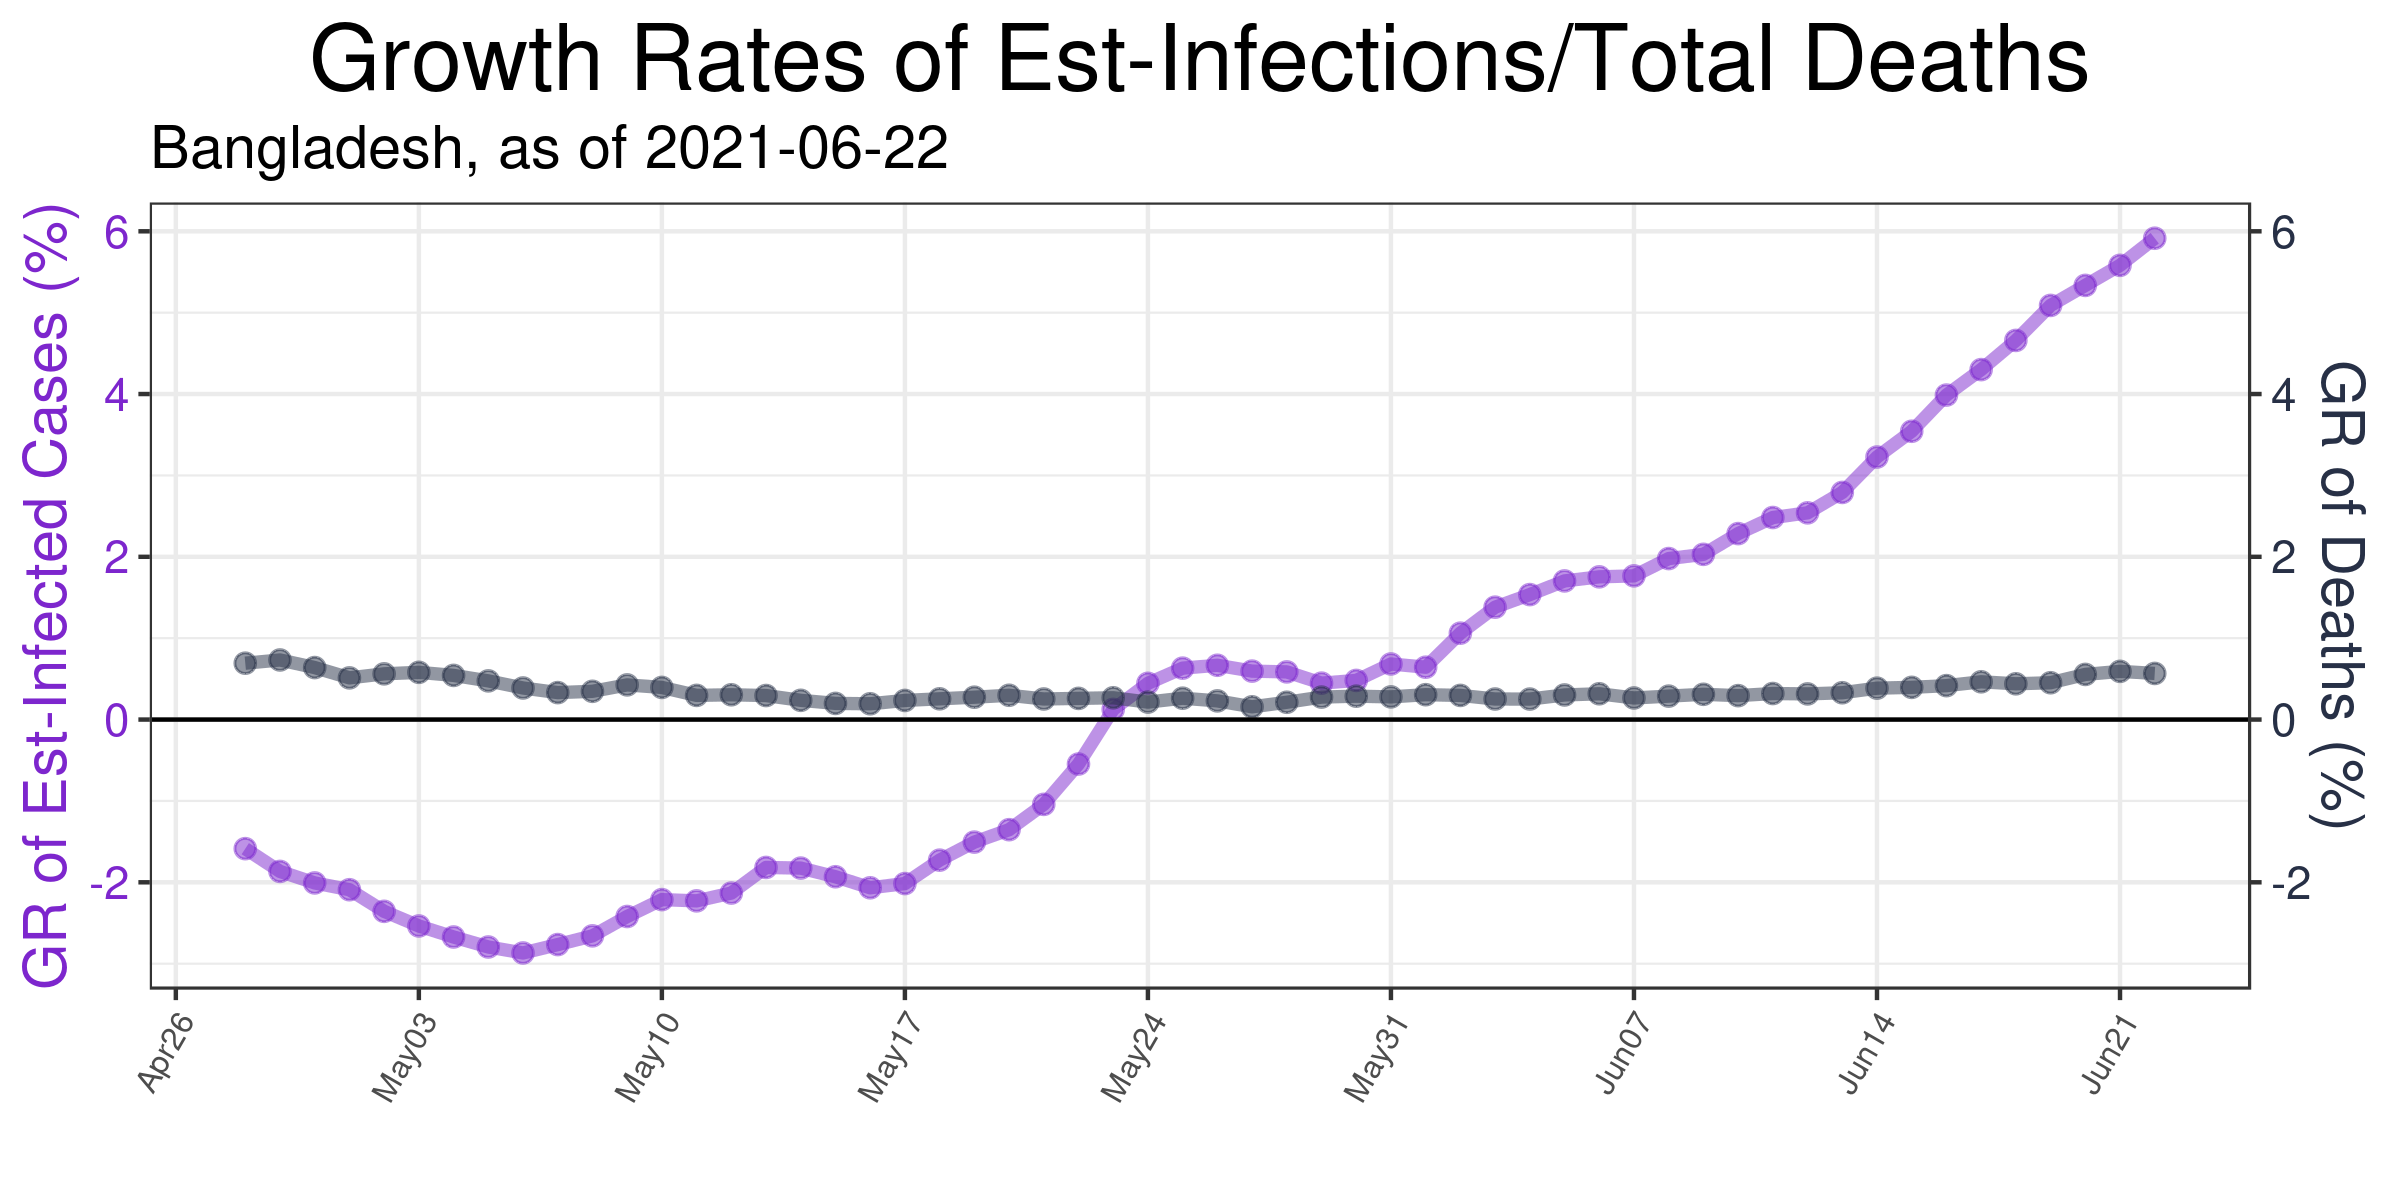 Growth Rates of Est-Infections/Total Deaths
Bangladesh, as of 2021-06-22
GR of Est-Infected Cases (%)
6
4
2
0
-2
6
4
2
0
-2
GR of Deaths (%)
Apr26
May03
May10
May17
May24
May31
Jun07
Jun14
Jun21